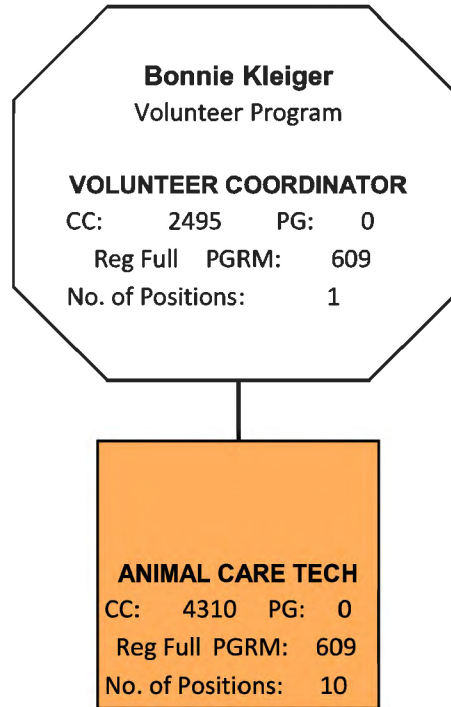 Bonnie Kleiger
Volunteer Program
VOLUNTEER COORDINATOR
CC: 2495 PG: 0
Reg Full PGRM: 609
No. of Positions: 1
ANIMAL CARE TECH
CC: 4310 PG: 0
Reg Full PGRM: 609
No. of Positions: 10